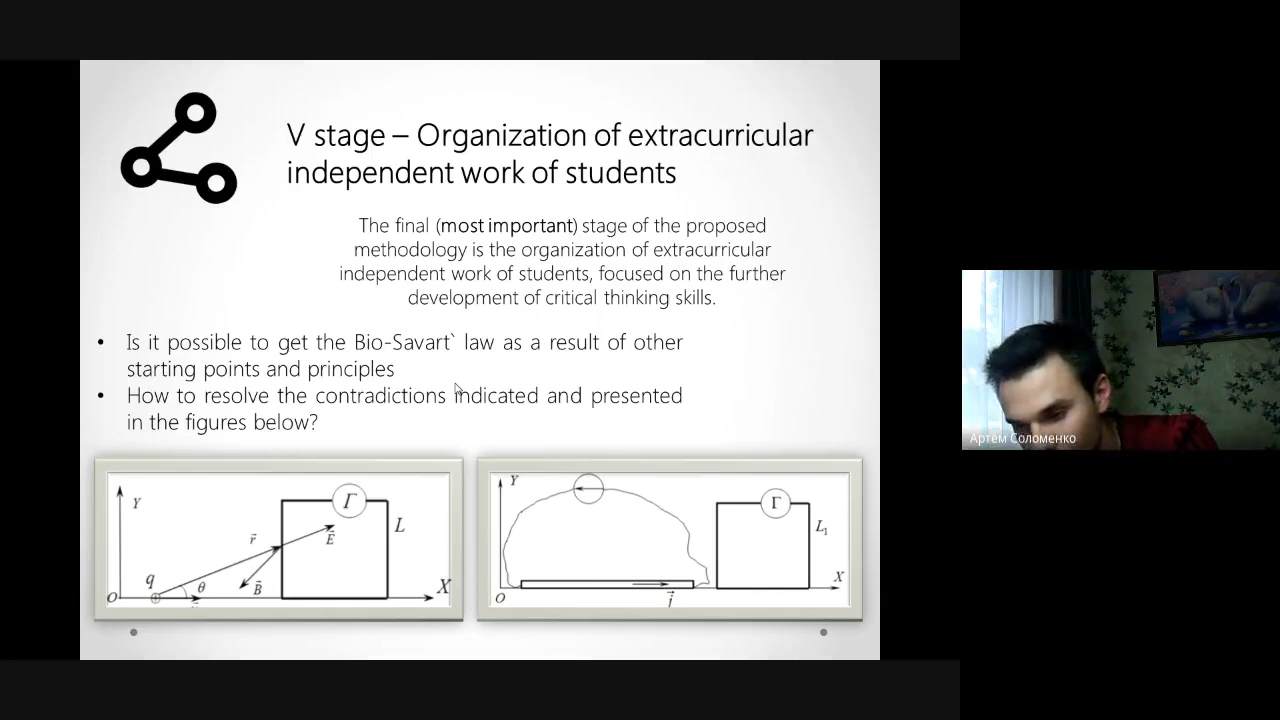 V stage – Organization of extracurricular
independent work of students
The final (most important) stage of the proposed
methodology is the organization of extracurricular
independent work of students, focused on the further
development of critical thinking skills.
• Is it possible to get the Bio-Savart` law as a result of other
starting points and principles
• How to resolve the contradictions indicated and presented
in the figures below?
Y
Γ
L
r
E
q
θ
B
O
X
Y
Γ
L1
X
O
j
Артём Соломенко